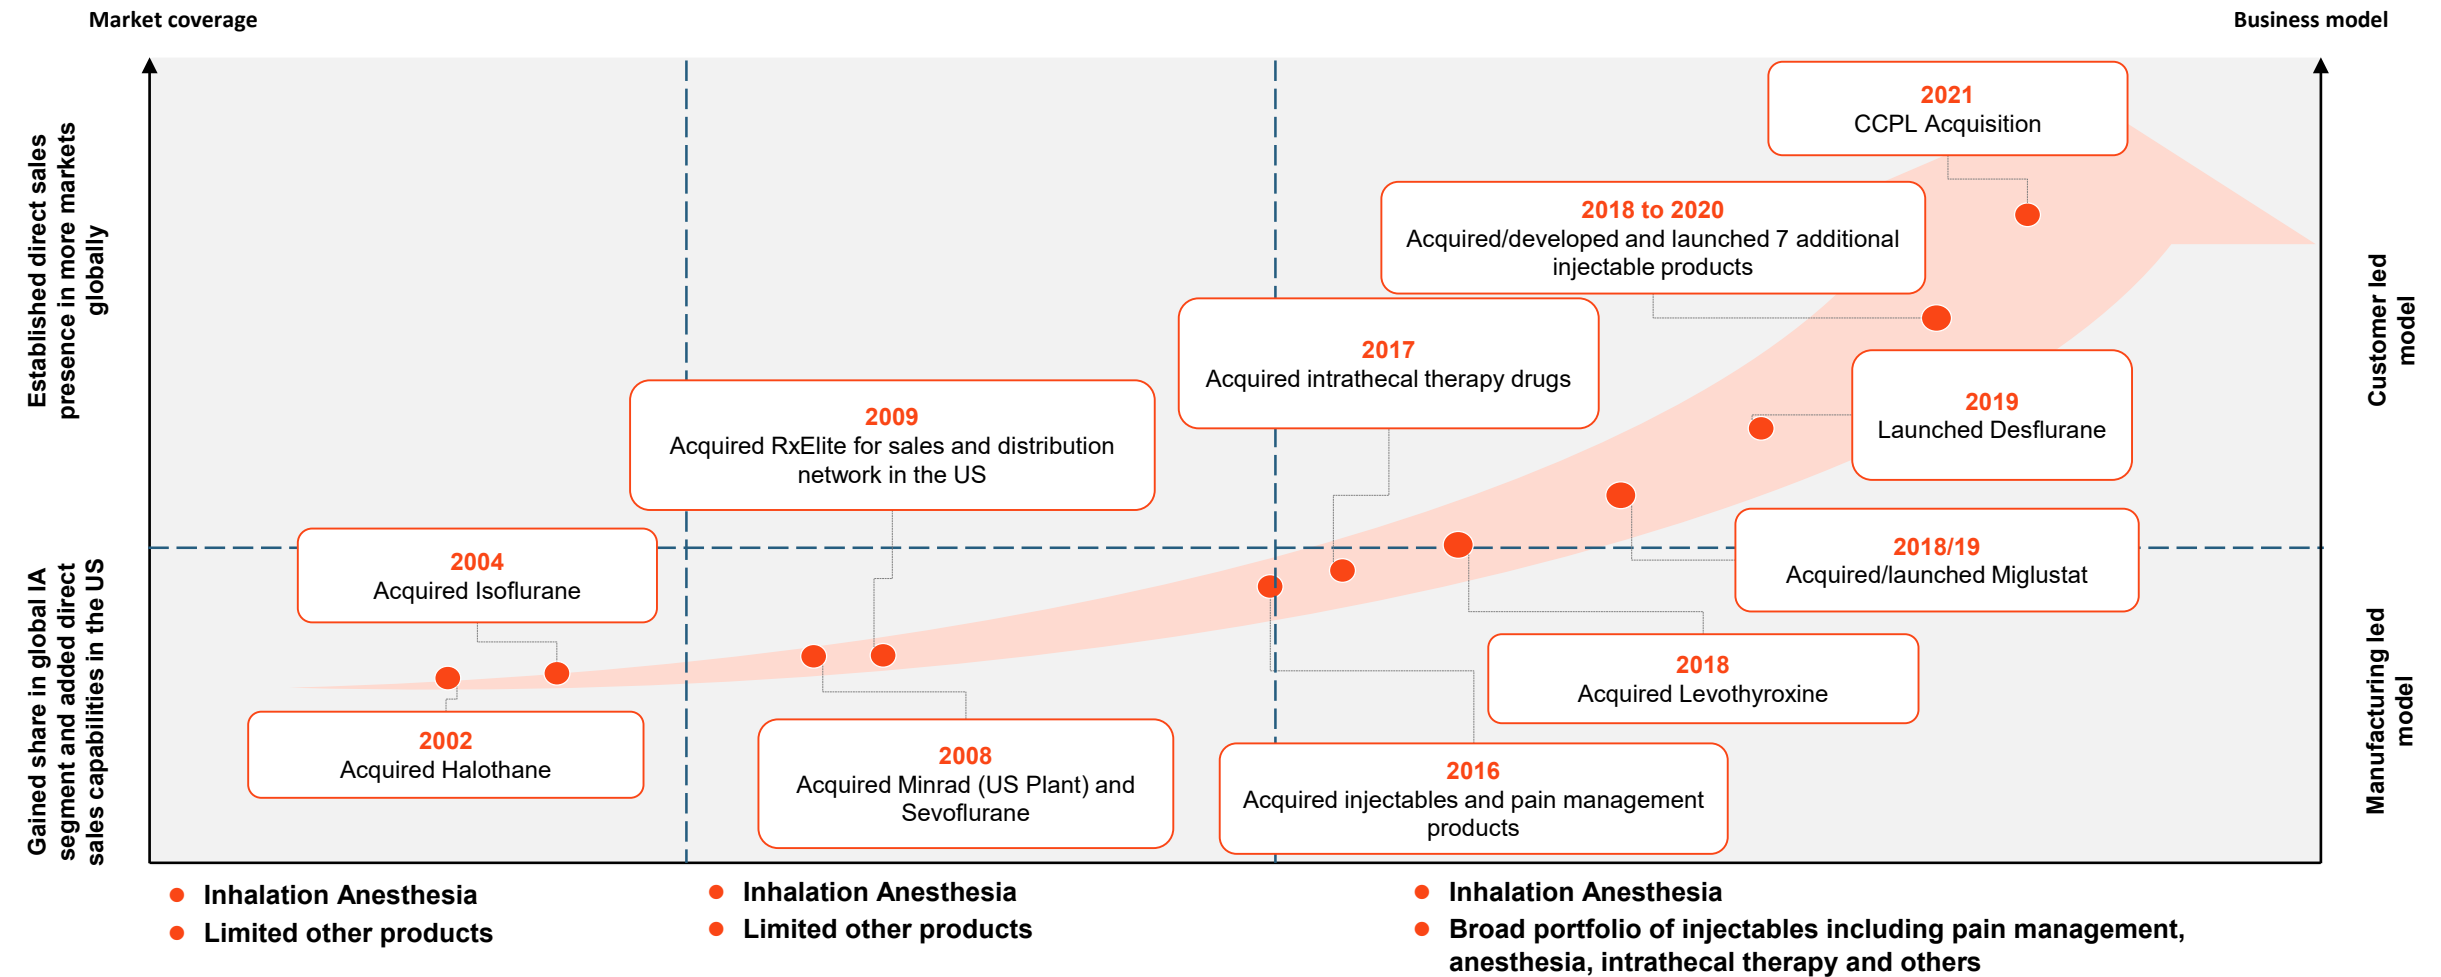 Market coverage
Business model
Established direct sales
presence in more markets
globally
Gained share in global IA
segment and added direct
sales capabilities in the US
2004
Acquired Isoflurane
2002
Acquired Halothane
2009
Acquired RxElite for sales and distribution
network in the US
2008
Acquired Minrad (US Plant) and
Sevoflurane
2017
Acquired intrathecal therapy drugs
2016
Acquired injectables and pain management
products
2018
Acquired Levothyroxine
2018/19
Acquired/launched Miglustat
2019
Launched Desflurane
2018 to 2020
Acquired/developed and launched 7 additional
injectable products
2021
CCPL Acquisition
Customer led
model
Manufacturing led
model
Inhalation Anesthesia
Limited other products
Inhalation Anesthesia
Limited other products
Inhalation Anesthesia
Broad portfolio of injectables including pain management,
anesthesia, intrathecal therapy and others